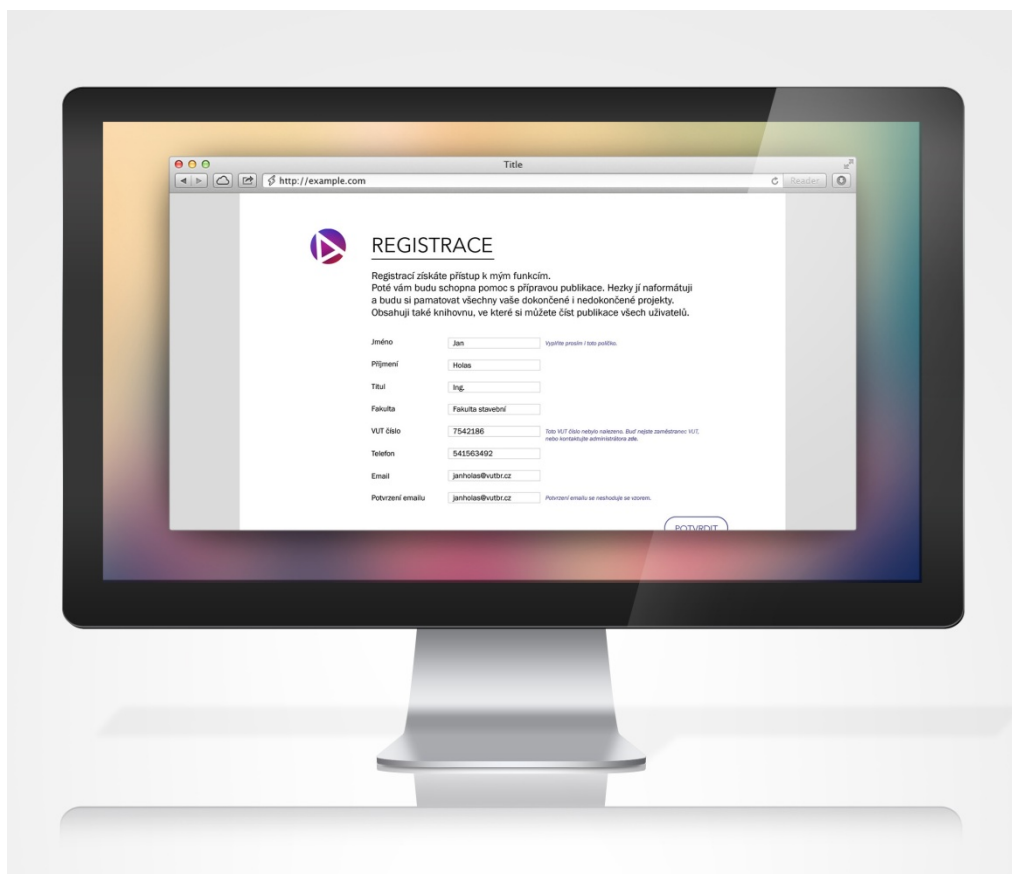 Title
http://example.com
Reader
REGISTRACE
Registrací získáte přístup k mým funkcím.
Poté vám budu schopna pomoc s přípravou publikace. Hezky jí naformátuji
a budu si pamatovat všechny vaše dokončené i nedokončené projekty.
Obsahuji také knihovnu, ve které si můžete číst publikace všech uživatelů.
Jméno Jan Vyplňte prosím i toto políčko.
Příjmení Holas
Titul Ing.
Fakulta Fakulta stavební
VUT číslo 7542186 Toto VUT číslo nebylo nalezeno. Buď nejste zaměstnanec VUT,
nebo kontaktujte administrátora zde.
Telefon 541563492
Email janholas@vutbr.cz
Potvrzení emailu janholas@vutbr.cz Potvrzení emailu se neshoduje se vzorem.
POTVRDIT